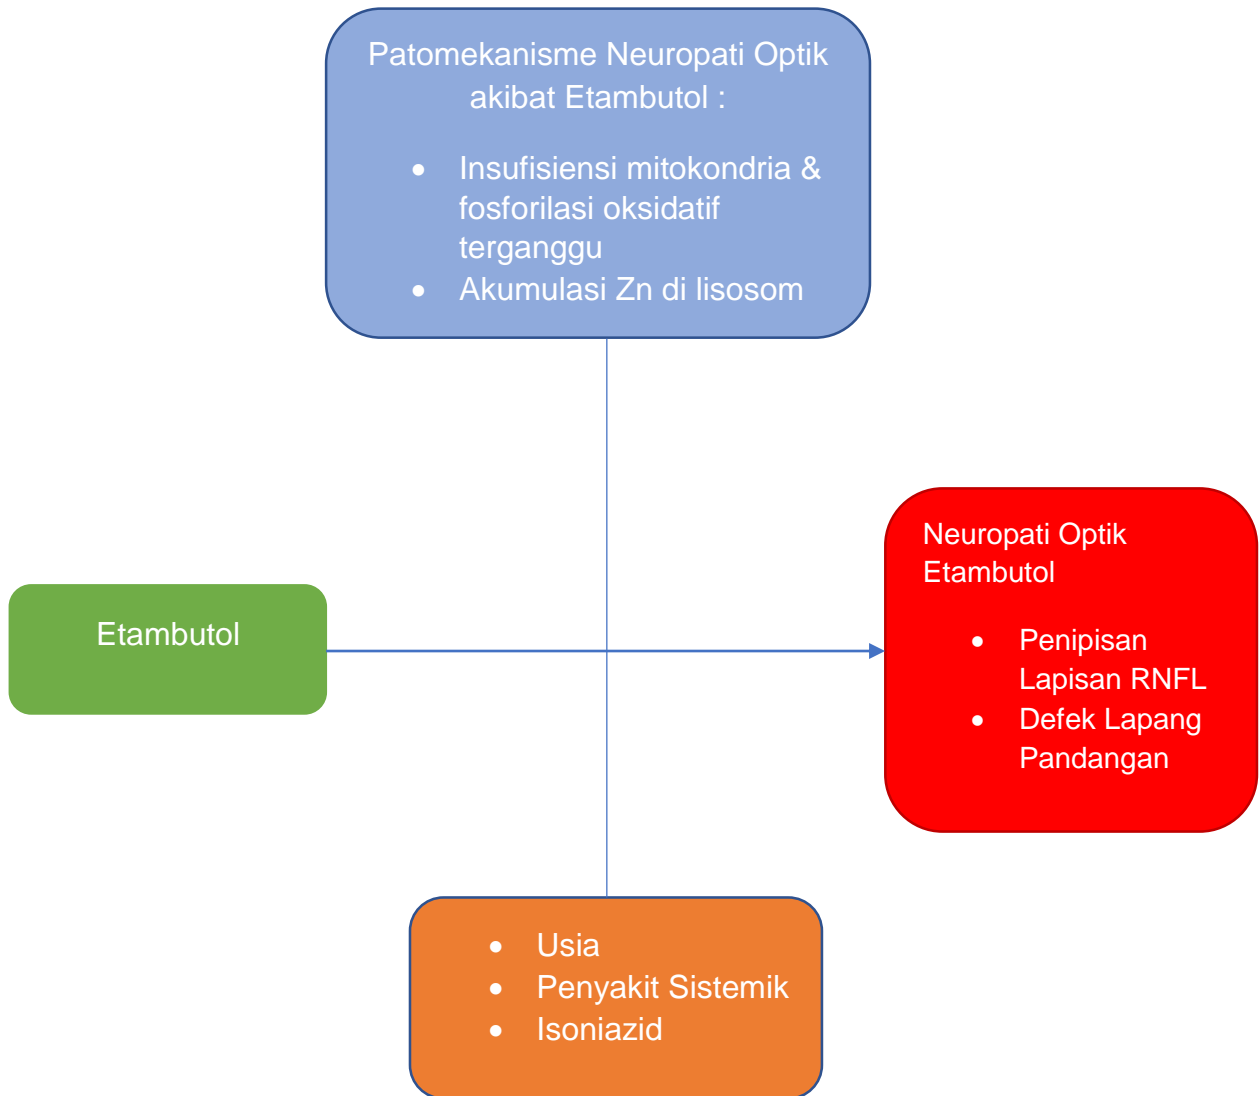 Patomekanisme Neuropati Optik
akibat Etambutol :
• Insufisiensi mitokondria &
fosforilasi oksidatif
terganggu
• Akumulasi Zn di lisosom
Etambutol
Neuropati Optik
Etambutol
• Penipisan
Lapisan RNFL
• Defek Lapang
Pandangan
• Usia
• Penyakit Sistemik
• Isoniazid